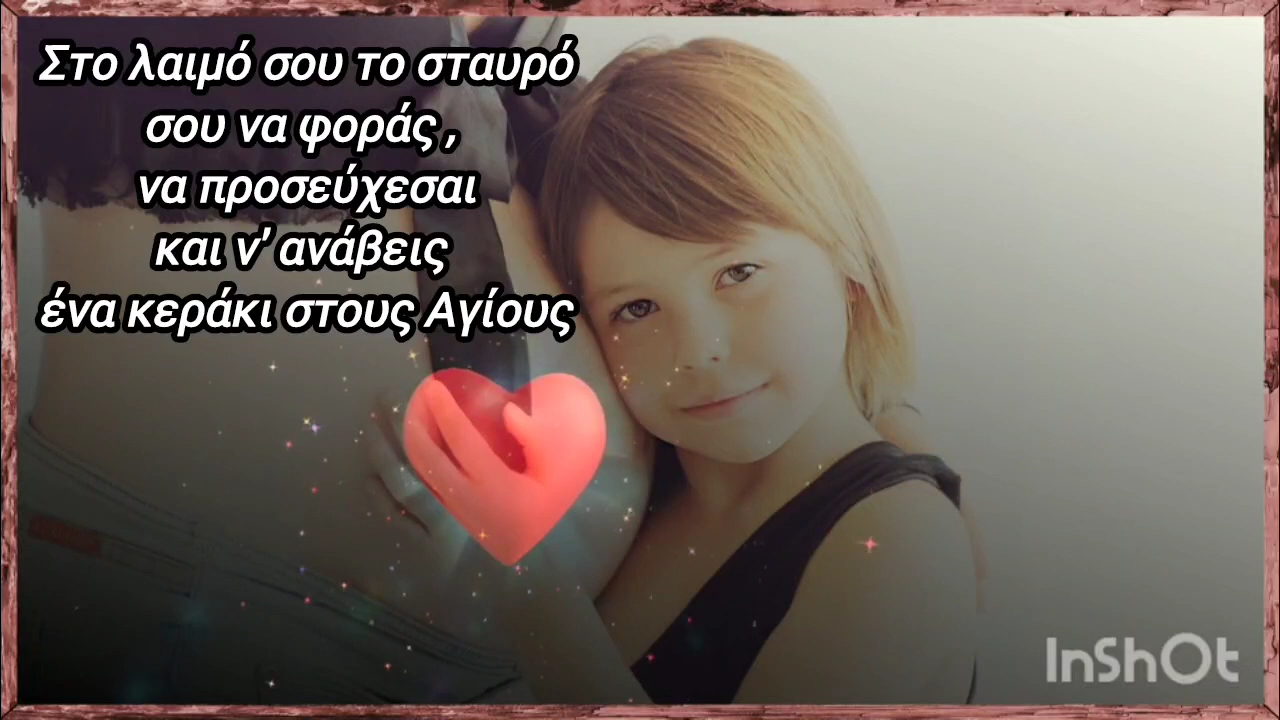 Στο λαιμό σου το σταυρό
σου να φοράς ,
να προσεύχεσαι
και ν' ανάβεις
ένα κεράκι στους Αγίους
InShOt